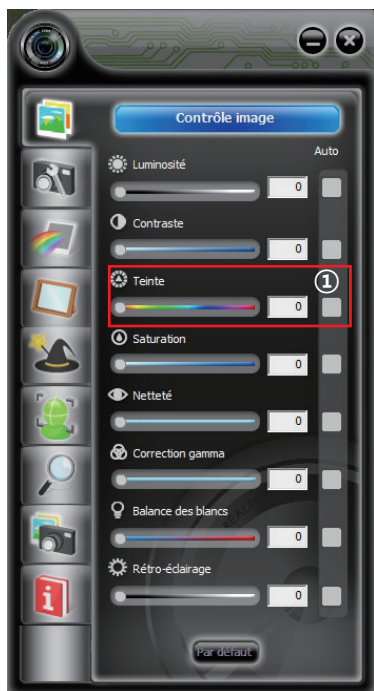 Contrôle image
Auto
Luminosité
0
Contraste
0
Teinte
①
0
Saturation
0
Netteté
0
Correction gamma
0
Balance des blancs
0
Rétro-éclairage
0
Par défaut